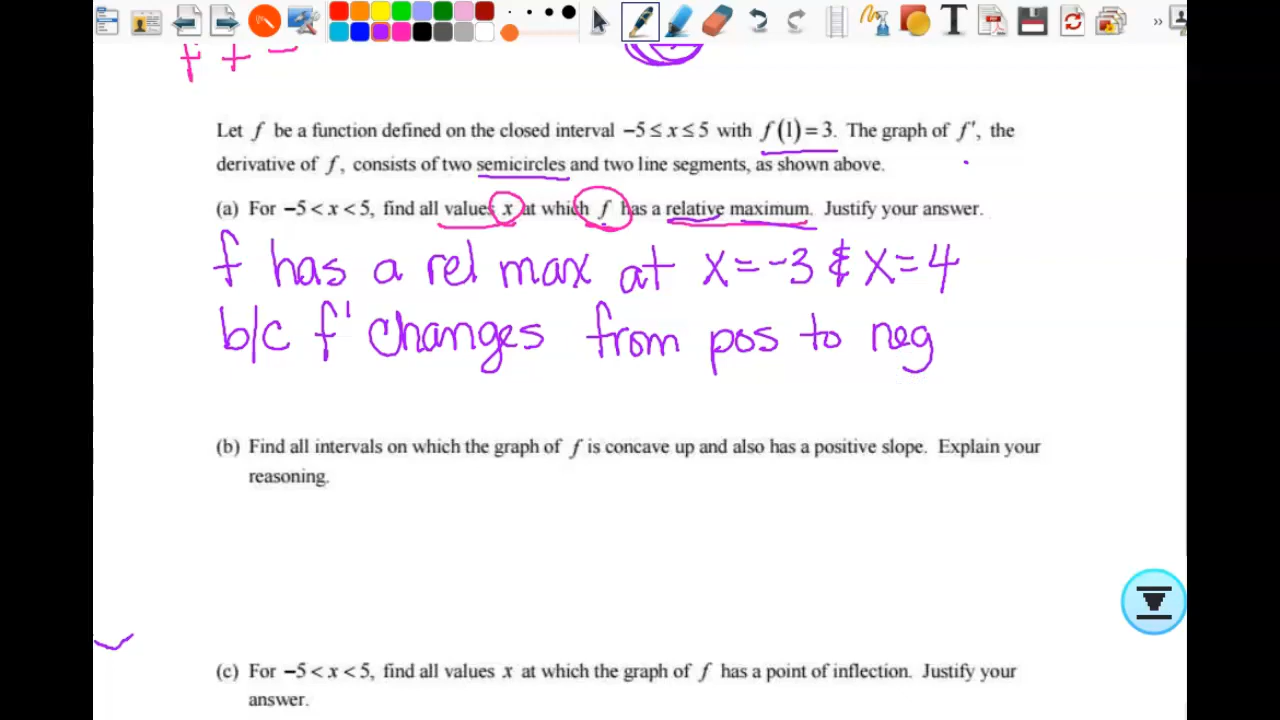 + + -
Let f be a function defined on the closed interval −5 ≤ x ≤ 5 with f(1) = 3. The graph of f′, the
derivative of f, consists of two semicircles and two line segments, as shown above.
(a) For −5 < x < 5, find all values x at which f has a relative maximum. Justify your answer.
f has a rel max at x = -3 & x = 4
b/c f' changes from pos to neg
(b) Find all intervals on which the graph of f is concave up and also has a positive slope. Explain your
reasoning.
(c) For −5 < x < 5, find all values x at which the graph of f has a point of inflection. Justify your
answer.